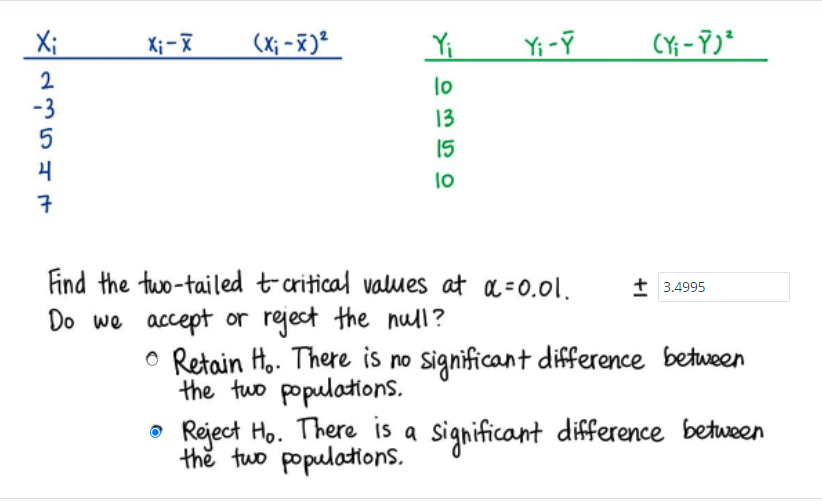 Xᵢ Xᵢ-x̄ (Xᵢ-x̄)² Yᵢ Yᵢ-Ȳ (Yᵢ-Ȳ)²
2 10
-3 13
5 15
4 10
7
Find the two-tailed t-critical values at α=0.01. ± 3.4995
Do we accept or reject the null?
Retain H₀. There is no significant difference between
the two populations.
Reject H₀. There is a significant difference between
the two populations.